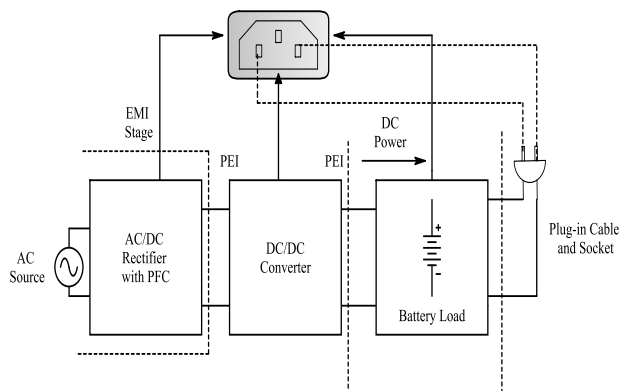 EMI
Stage
PEI
PEI
DC
Power
AC
Source
AC/DC
Rectifier
with PFC
DC/DC
Converter
+
-
Battery Load
Plug-in Cable
and Socket